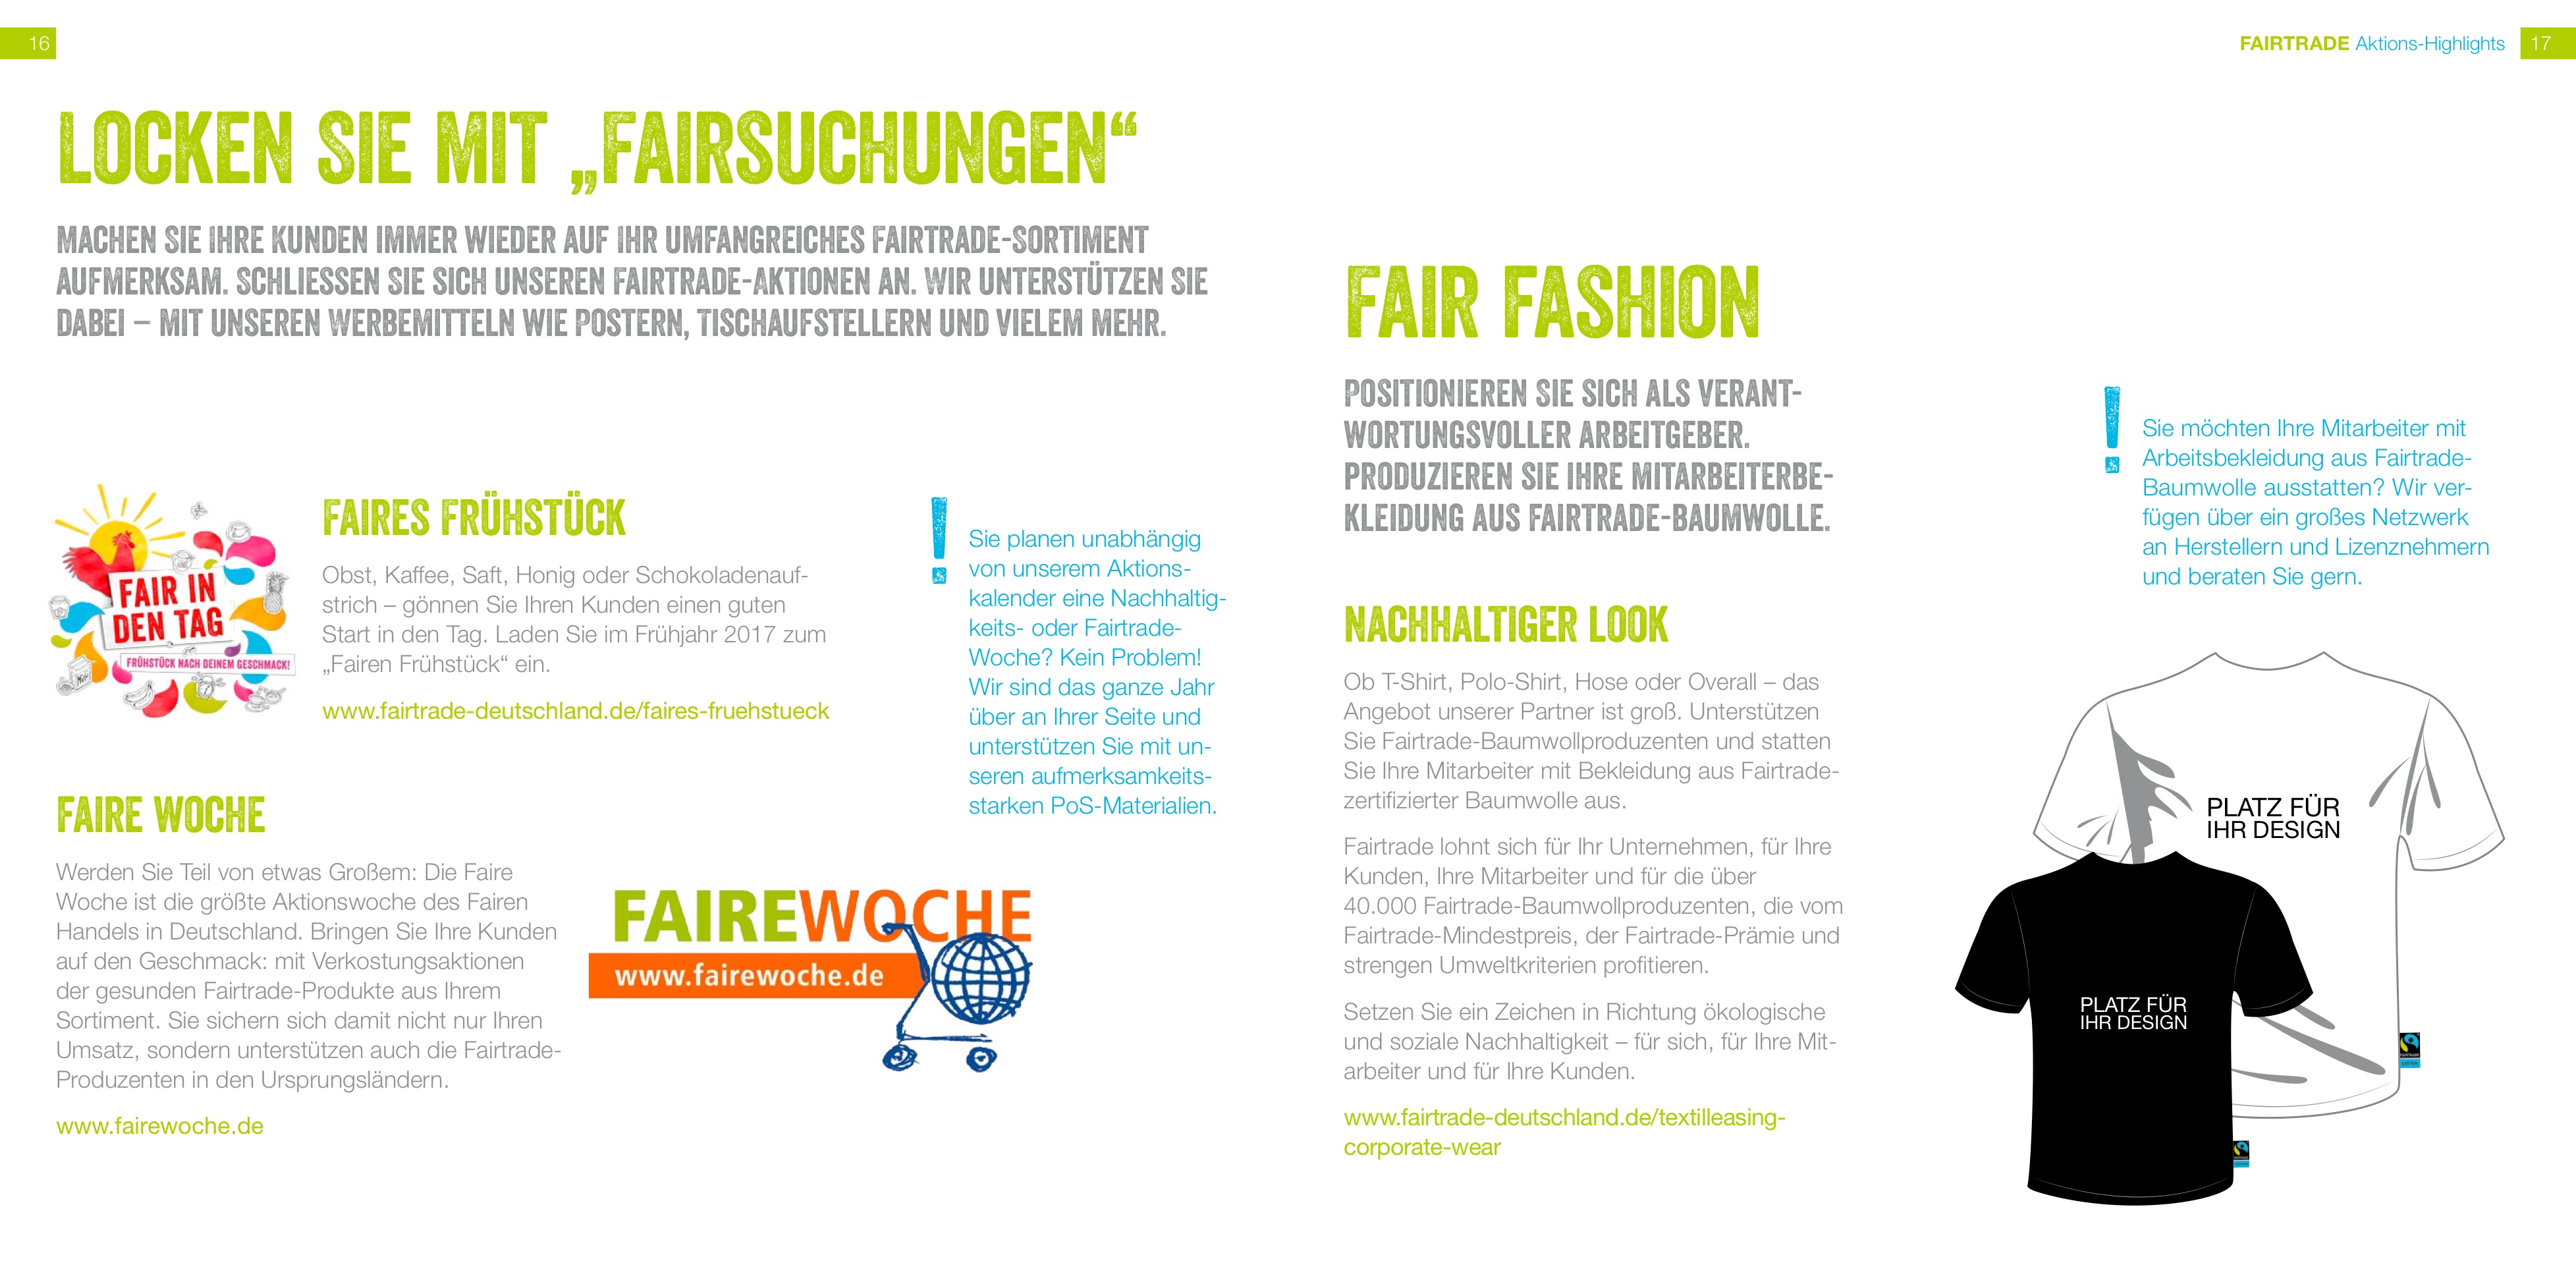 16
LOCKEN SIE MIT „FAIRSUCHUNGEN“
MACHEN SIE IHRE KUNDEN IMMER WIEDER AUF IHR UMFANGREICHES FAIRTRADE-SORTIMENT
AUFMERKSAM. SCHLIESSEN SIE SICH UNSEREN FAIRTRADE-AKTIONEN AN. WIR UNTERSTÜTZEN SIE
DABEI – MIT UNSEREN WERBEMITTELN WIE POSTERN, TISCHAUFSTELLERN UND VIELEM MEHR.
FAIR IN
DEN TAG
FRÜHSTÜCK NACH DEINEM GESCHMACK!
FAIRES FRÜHSTÜCK
Obst, Kaffee, Saft, Honig oder Schokoladenauf-
strich – gönnen Sie Ihren Kunden einen guten
Start in den Tag. Laden Sie im Frühjahr 2017 zum
„Fairen Frühstück“ ein.
www.fairtrade-deutschland.de/faires-fruehstueck
!
Sie planen unabhängig
von unserem Aktions-
kalender eine Nachhaltig-
keits- oder Fairtrade-
Woche? Kein Problem!
Wir sind das ganze Jahr
über an Ihrer Seite und
unterstützen Sie mit un-
seren aufmerksamkeits-
starken PoS-Materialien.
FAIRE WOCHE
Werden Sie Teil von etwas Großem: Die Faire
Woche ist die größte Aktionswoche des Fairen
Handels in Deutschland. Bringen Sie Ihre Kunden
auf den Geschmack: mit Verkostungsaktionen
der gesunden Fairtrade-Produkte aus Ihrem
Sortiment. Sie sichern sich damit nicht nur Ihren
Umsatz, sondern unterstützen auch die Fairtrade-
Produzenten in den Ursprungsländern.
www.fairewoche.de
FAIREWOCHE
www.fairewoche.de
FAIRTRADE Aktions-Highlights 17
FAIR FASHION
POSITIONIEREN SIE SICH ALS VERANT-
WORTUNGSVOLLER ARBEITGEBER.
PRODUZIEREN SIE IHRE MITARBEITERBE-
KLEIDUNG AUS FAIRTRADE-BAUMWOLLE.
NACHHALTIGER LOOK
Ob T-Shirt, Polo-Shirt, Hose oder Overall – das
Angebot unserer Partner ist groß. Unterstützen
Sie Fairtrade-Baumwollproduzenten und statten
Sie Ihre Mitarbeiter mit Bekleidung aus Fairtrade-
zertifizierter Baumwolle aus.
Fairtrade lohnt sich für Ihr Unternehmen, für Ihre
Kunden, Ihre Mitarbeiter und für die über
40.000 Fairtrade-Baumwollproduzenten, die vom
Fairtrade-Mindestpreis, der Fairtrade-Prämie und
strengen Umweltkriterien profitieren.
Setzen Sie ein Zeichen in Richtung ökologische
und soziale Nachhaltigkeit – für sich, für Ihre Mit-
arbeiter und für Ihre Kunden.
www.fairtrade-deutschland.de/textilleasing-
corporate-wear
!
Sie möchten Ihre Mitarbeiter mit
Arbeitsbekleidung aus Fairtrade-
Baumwolle ausstatten? Wir ver-
fügen über ein großes Netzwerk
an Herstellern und Lizenznehmern
und beraten Sie gern.
PLATZ FÜR
IHR DESIGN
PLATZ FÜR
IHR DESIGN